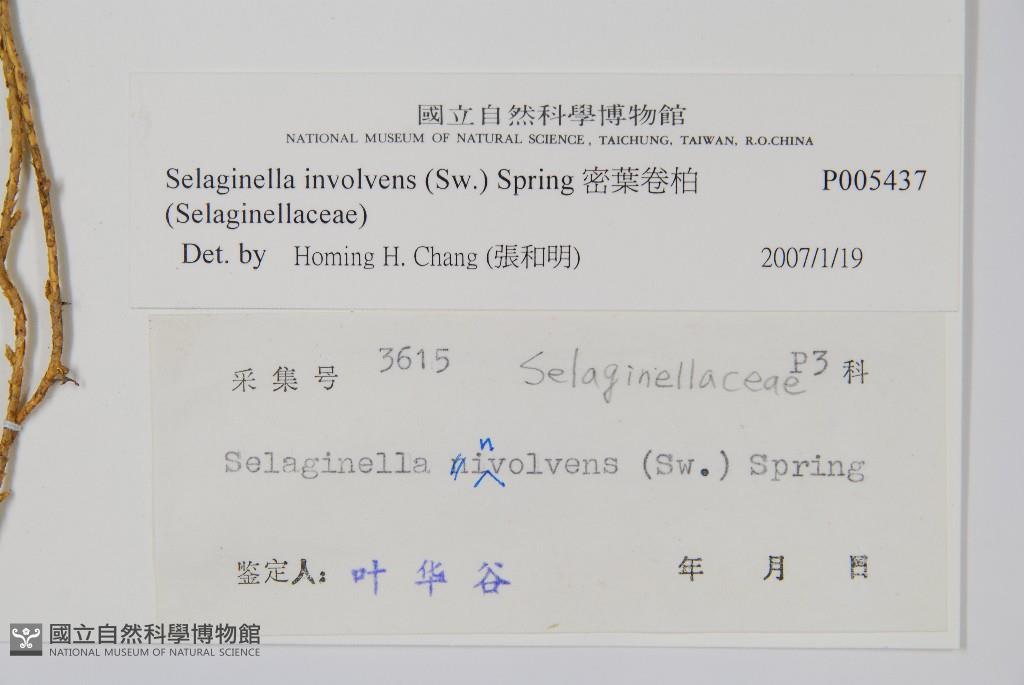 國立自然科學博物館
NATIONAL MUSEUM OF NATURAL SCIENCE, TAICHUNG, TAIWAN, R.O.CHINA
Selaginella involvens (Sw.) Spring 密葉卷柏 P005437
(Selaginellaceae)
Det. by Homing H. Chang (張和明) 2007/1/19
采集号 3615 Selaginellaceae P3 科
n
Selaginella nivolvens (Sw.) Spring
鉴定人: 叶华谷 年 月 日
國立自然科學博物館
NATIONAL MUSEUM OF NATURAL SCIENCE